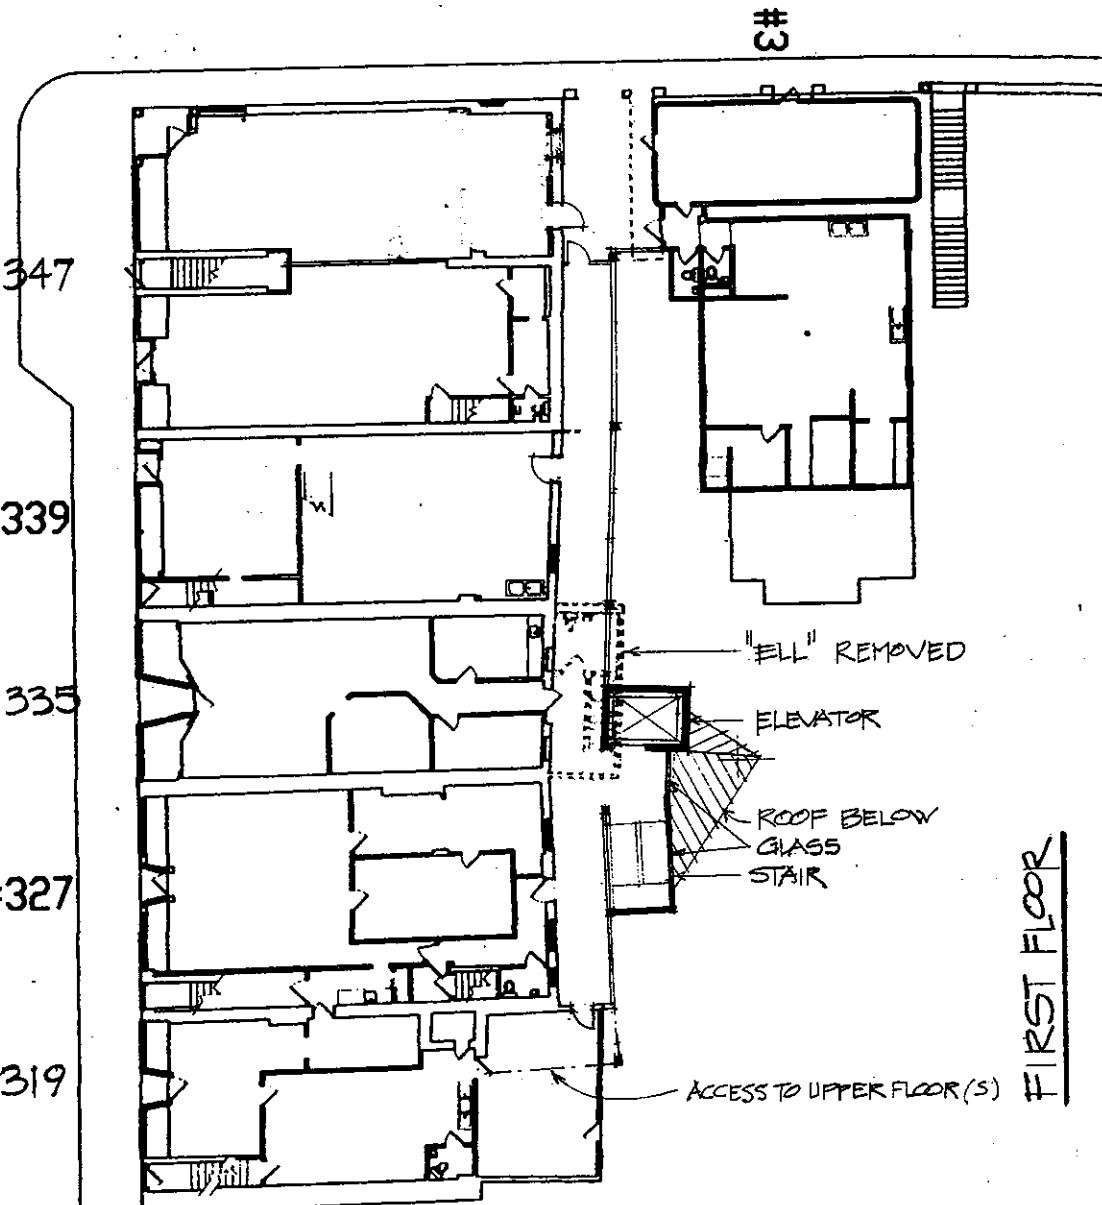 #3
347
339
335
"ELL" REMOVED
ELEVATOR
ROOF BELOW
GLASS
STAIR
#327
319
ACCESS TO UPPER FLOOR(S)
FIRST FLOOR